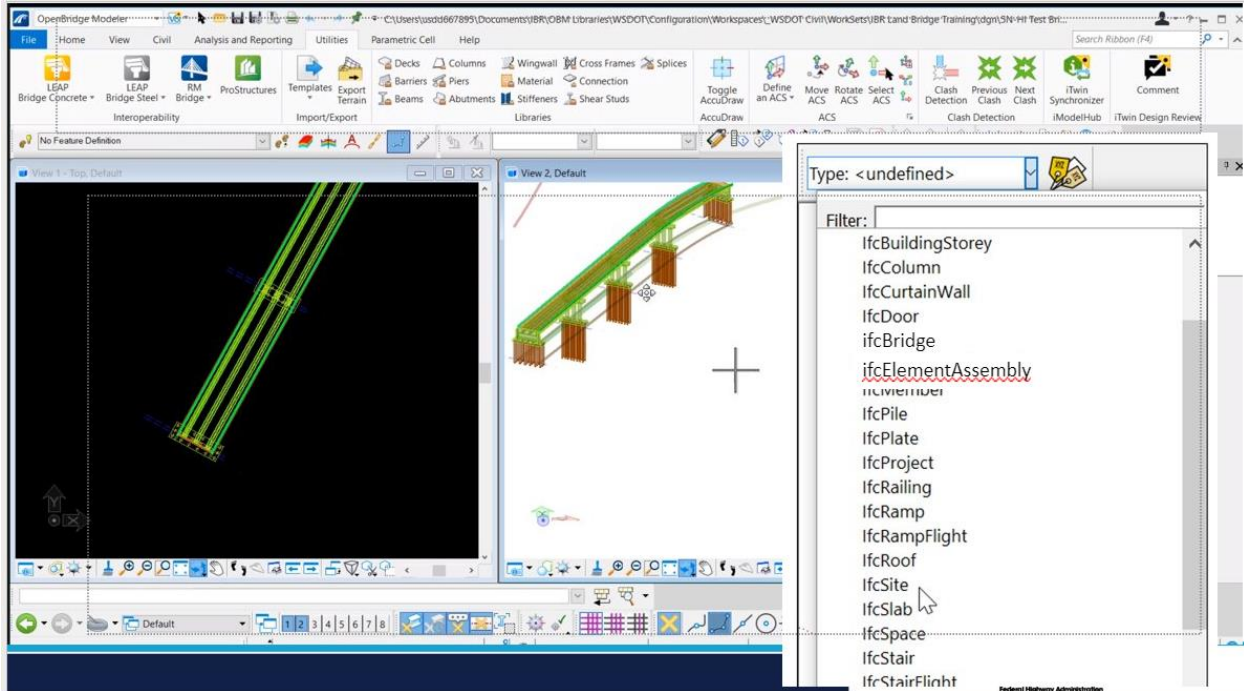 OpenBridge Modeler
C:\Users\usdd667895\Documents\IBR\OBM Libraries\WSDOT\Configuration\Workspaces\_WSDOT Civil\WorkSets\IBR Land Bridge Training\dgn\5N-HI Test Bri...
File Home View Civil Analysis and Reporting Utilities Parametric Cell Help Search Ribbon (F4)
LEAP Bridge Concrete
LEAP Bridge Steel
RM Bridge
ProStructures
Interoperability
Templates
Export Terrain
Import/Export
Decks Columns Wingwall Cross Frames Splices
Barriers Piers Material Connection
Beams Abutments Stiffeners Shear Studs
Libraries
Toggle AccuDraw
AccuDraw
Define an ACS
Move ACS
Rotate ACS
Select ACS
ACS
Clash Detection
Previous Clash
Next Clash
Clash Detection
iTwin Synchronizer
iModelHub
Comment
iTwin Design Review
No Feature Definition
View 1 - Top, Default
View 2, Default
Y
X
Default
1 2 3 4 5 6 7 8
Type: <undefined>
Filter:
IfcBuildingStorey
IfcColumn
IfcCurtainWall
IfcDoor
ifcBridge
ifcElementAssembly
IfcMember
IfcPile
IfcPlate
IfcProject
IfcRailing
IfcRamp
IfcRampFlight
IfcRoof
IfcSite
IfcSlab
IfcSpace
IfcStair
IfcStairFlight
Federal Highway Administration